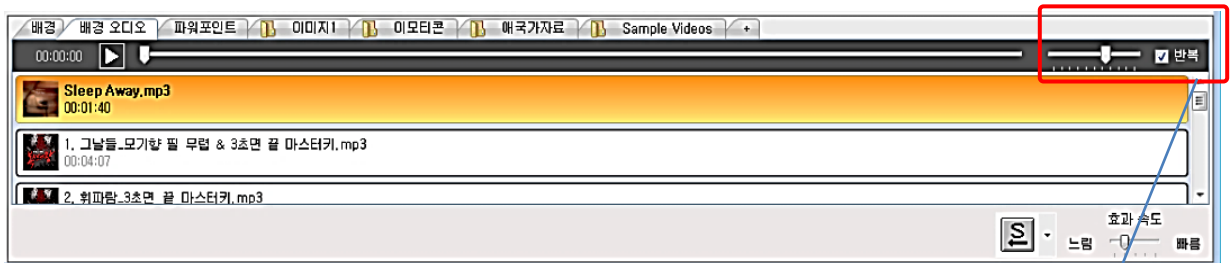 배경 배경 오디오 파워포인트 이미지1 이모티콘 애국가자료 Sample Videos +
00:00:00 반복
Sleep Away.mp3
00:01:40
1. 그날들_모기향 필 무렵 & 3초면 끝 마스터키.mp3
00:04:07
2. 휘파람_3초면 끝 마스터키.mp3
효과 속도
S 느림 빠름